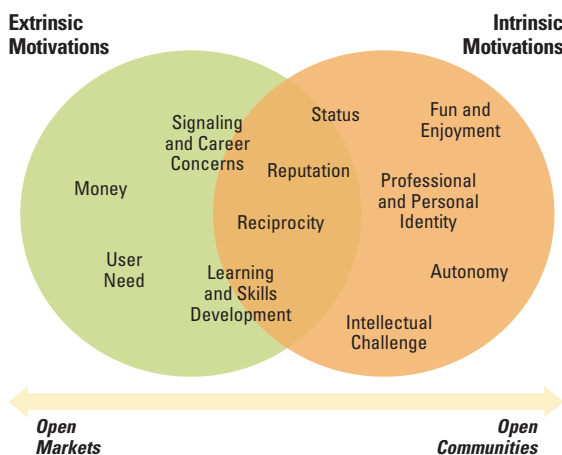 Extrinsic
Motivations
Intrinsic
Motivations
Signaling
and Career
Concerns
Status
Fun and
Enjoyment
Money
Reputation
Professional
and Personal
Identity
Reciprocity
User
Need
Learning
and Skills
Development
Autonomy
Intellectual
Challenge
Open
Markets
Open
Communities